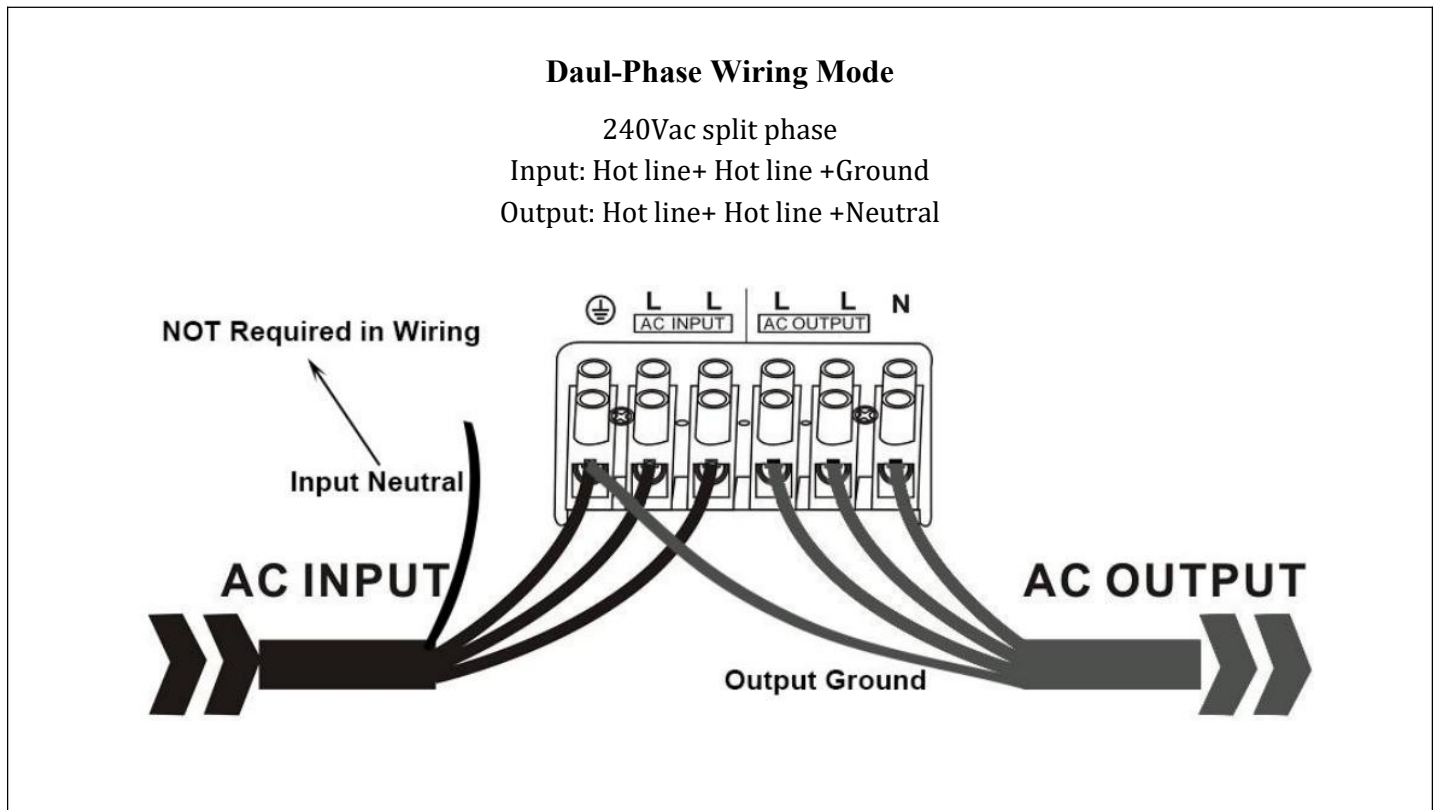 Daul-Phase Wiring Mode
240Vac split phase
Input: Hot line+ Hot line +Ground
Output: Hot line+ Hot line +Neutral
L L L L N
AC INPUT AC OUTPUT
NOT Required in Wiring
Input Neutral
AC INPUT
AC OUTPUT
Output Ground